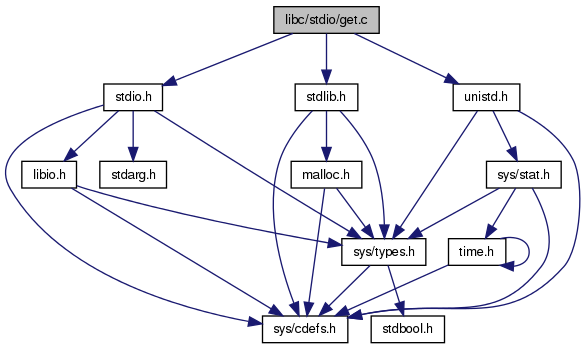 libc/stdio/get.c
stdio.h
stdlib.h
unistd.h
libio.h
stdarg.h
malloc.h
sys/stat.h
sys/types.h
time.h
sys/cdefs.h
stdbool.h